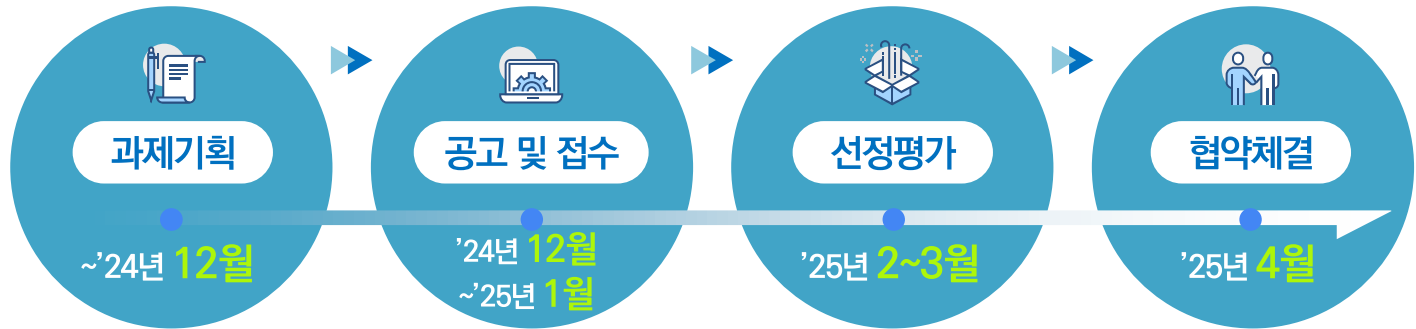 과제기획
~’24년 12월
공고 및 접수
’24년 12월
~’25년 1월
선정평가
’25년 2~3월
협약체결
’25년 4월